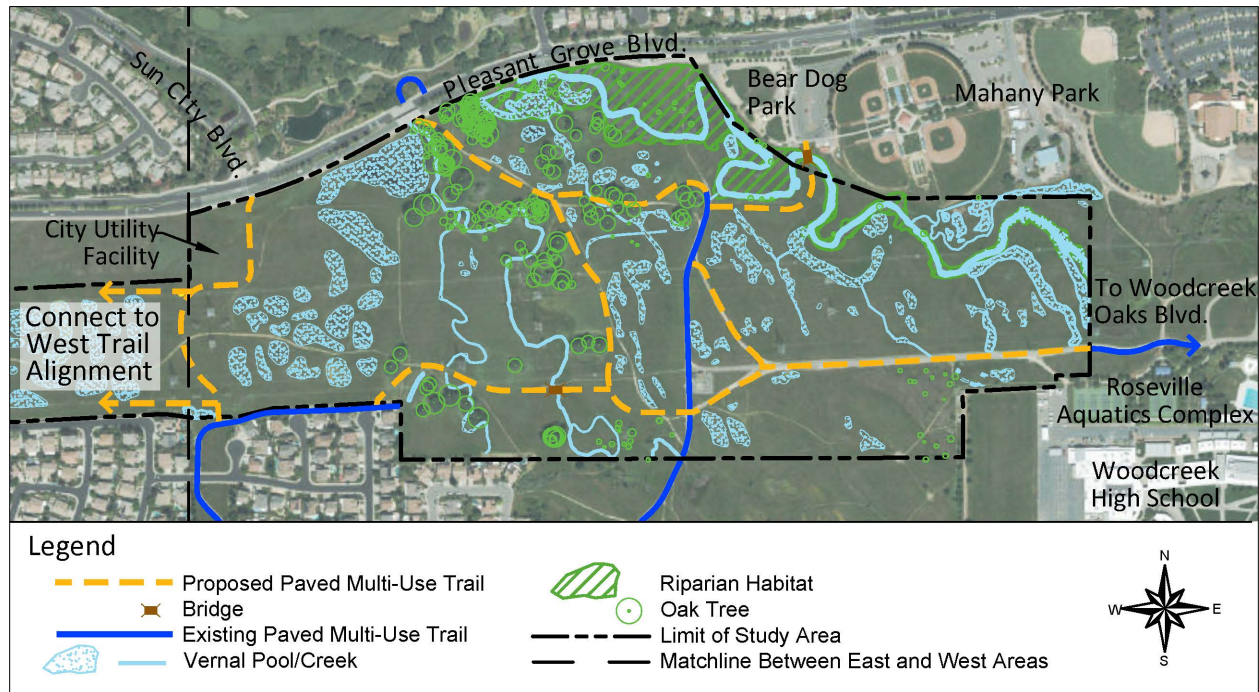 Sun City Blvd.
Pleasant Grove Blvd.
Bear Dog
Park
Mahany Park
City Utility
Facility
Connect to
West Trail
Alignment
To Woodcreek
Oaks Blvd.
Roseville
Aquatics Complex
Woodcreek
High School
Legend
Proposed Paved Multi-Use Trail
Bridge
Existing Paved Multi-Use Trail
Vernal Pool/Creek
Riparian Habitat
Oak Tree
Limit of Study Area
Matchline Between East and West Areas
N
W E
S